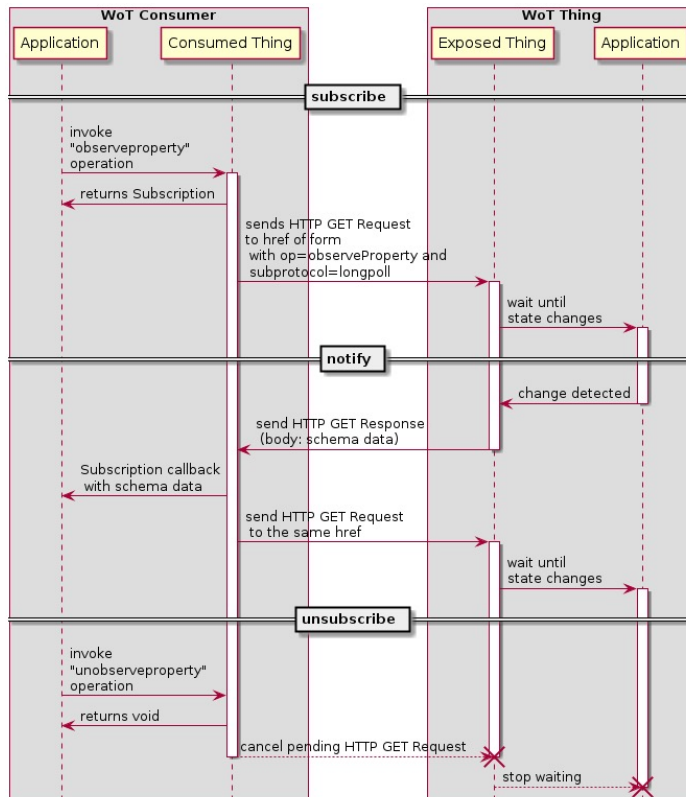 WoT Consumer
WoT Thing
Application
Consumed Thing
Exposed Thing
Application
subscribe
invoke
"observeproperty"
operation
returns Subscription
sends HTTP GET Request
to href of form
with op=observeProperty and
subprotocol=longpoll
wait until
state changes
notify
change detected
send HTTP GET Response
(body: schema data)
Subscription callback
with schema data
send HTTP GET Request
to the same href
wait until
state changes
unsubscribe
invoke
"unobserveproperty"
operation
returns void
cancel pending HTTP GET Request
stop waiting